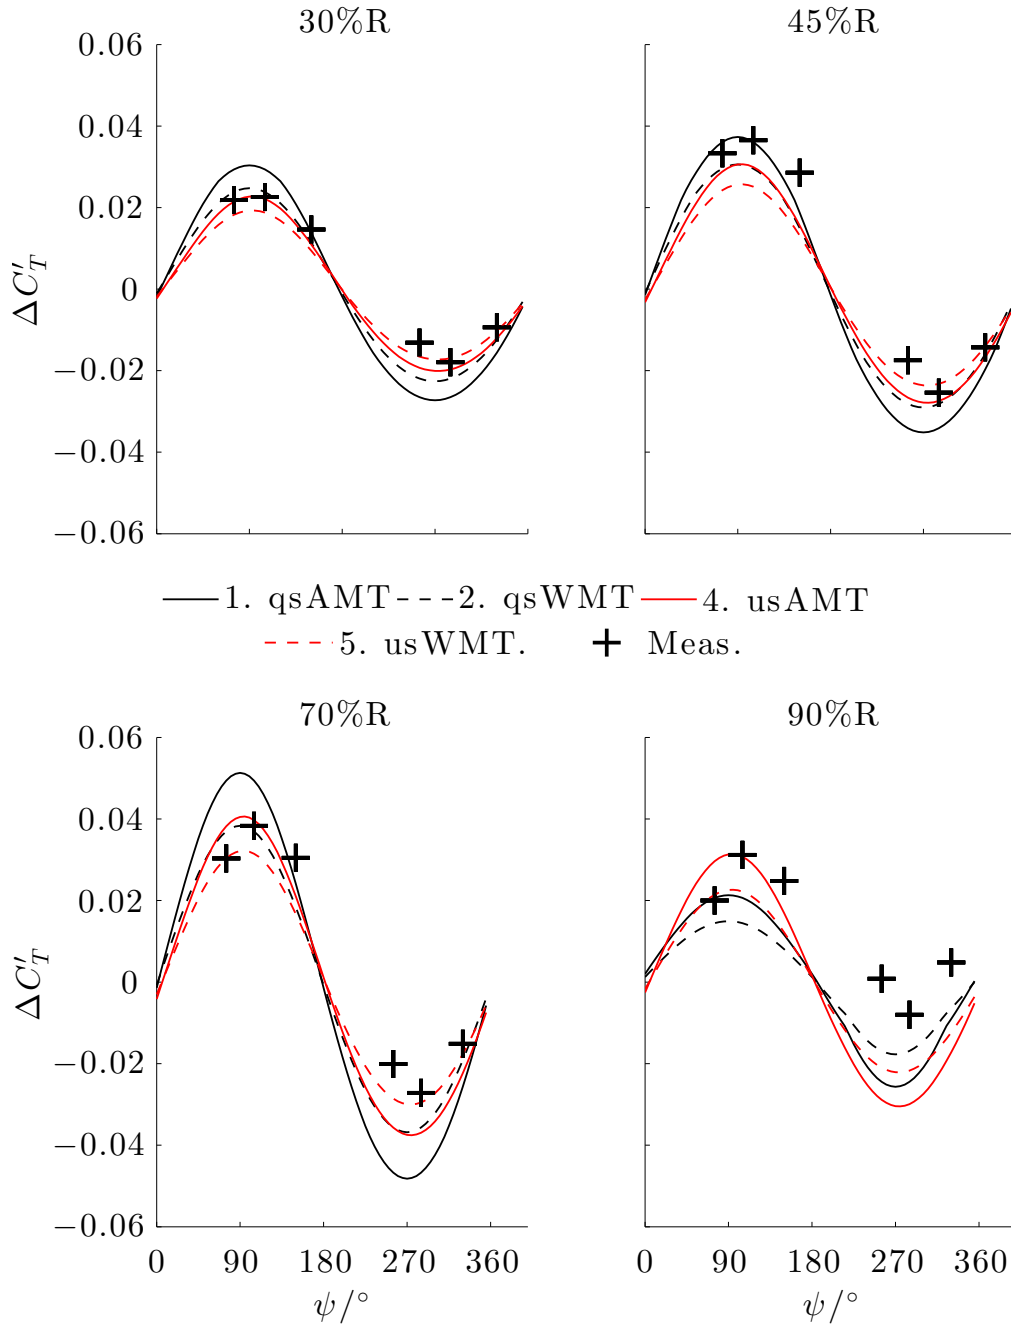 30%R 45%R
0.06
0.04
0.02
0
−0.02
−0.04
−0.06
ΔC′T
1. qsAMT 2. qsWMT 4. usAMT
5. usWMT. Meas.
70%R 90%R
0.06
0.04
0.02
0
−0.02
−0.04
−0.06
ΔC′T
0 90 180 270 360 0 90 180 270 360
ψ/° ψ/°